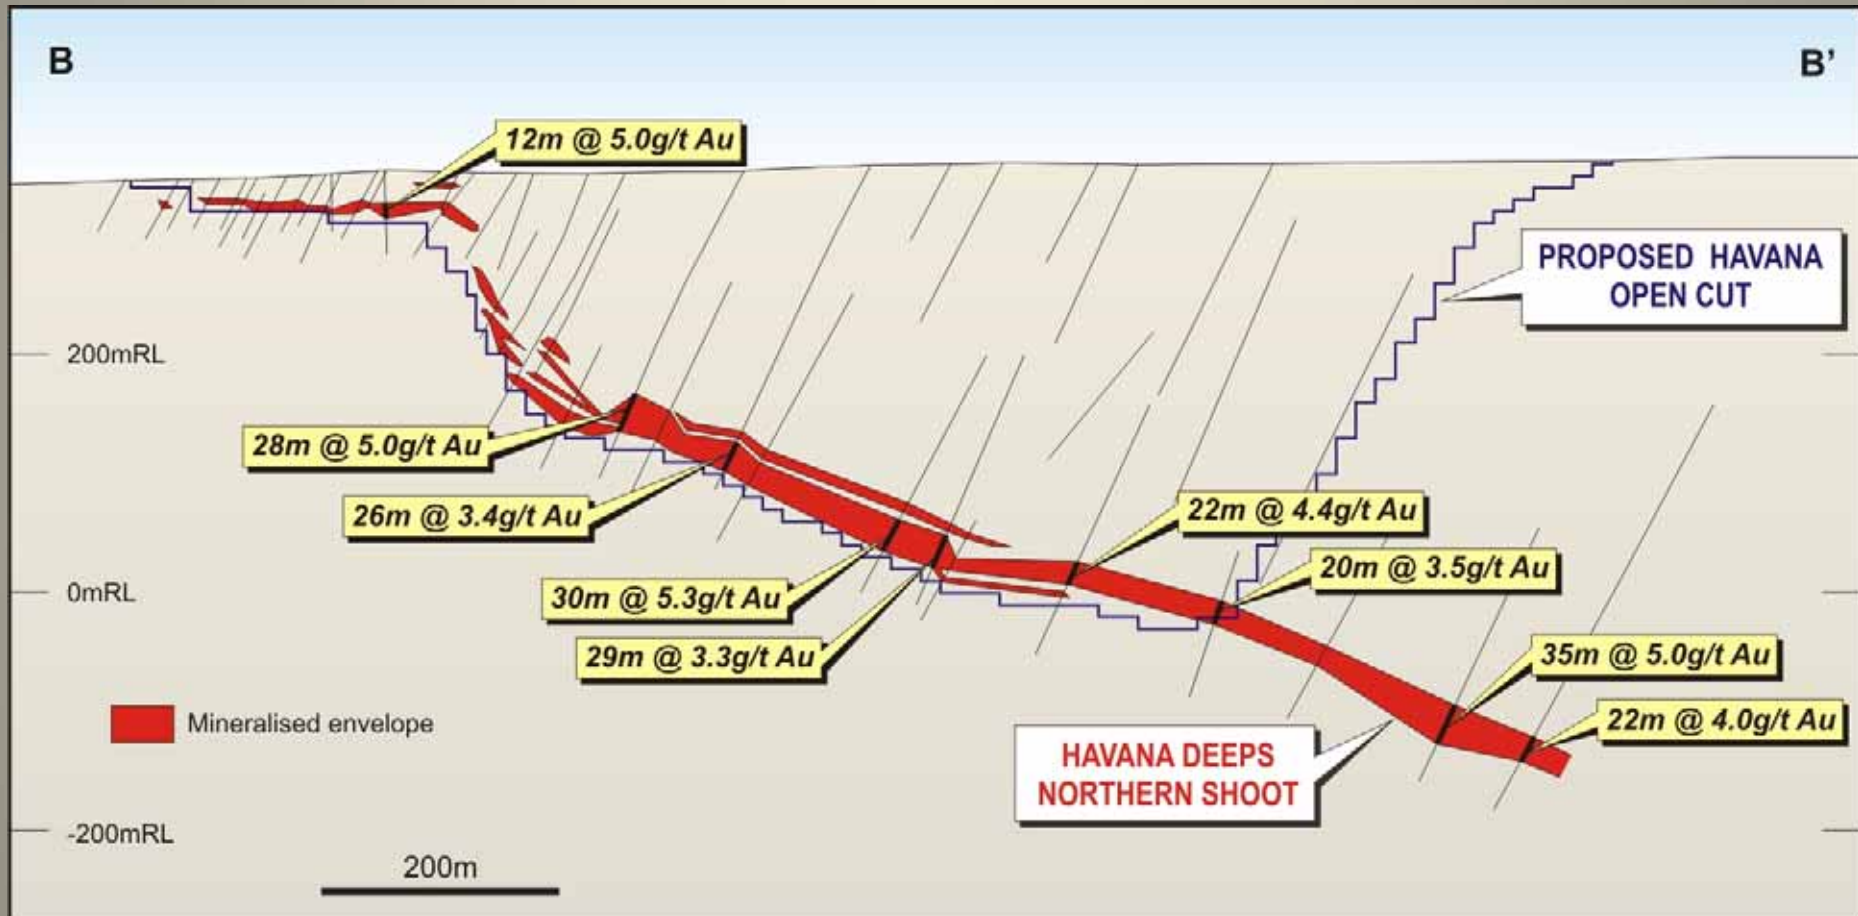 B
B'
12m @ 5.0g/t Au
PROPOSED HAVANA
OPEN CUT
200mRL
28m @ 5.0g/t Au
26m @ 3.4g/t Au
22m @ 4.4g/t Au
20m @ 3.5g/t Au
0mRL
30m @ 5.3g/t Au
29m @ 3.3g/t Au
35m @ 5.0g/t Au
22m @ 4.0g/t Au
Mineralised envelope
HAVANA DEEPS
NORTHERN SHOOT
-200mRL
200m